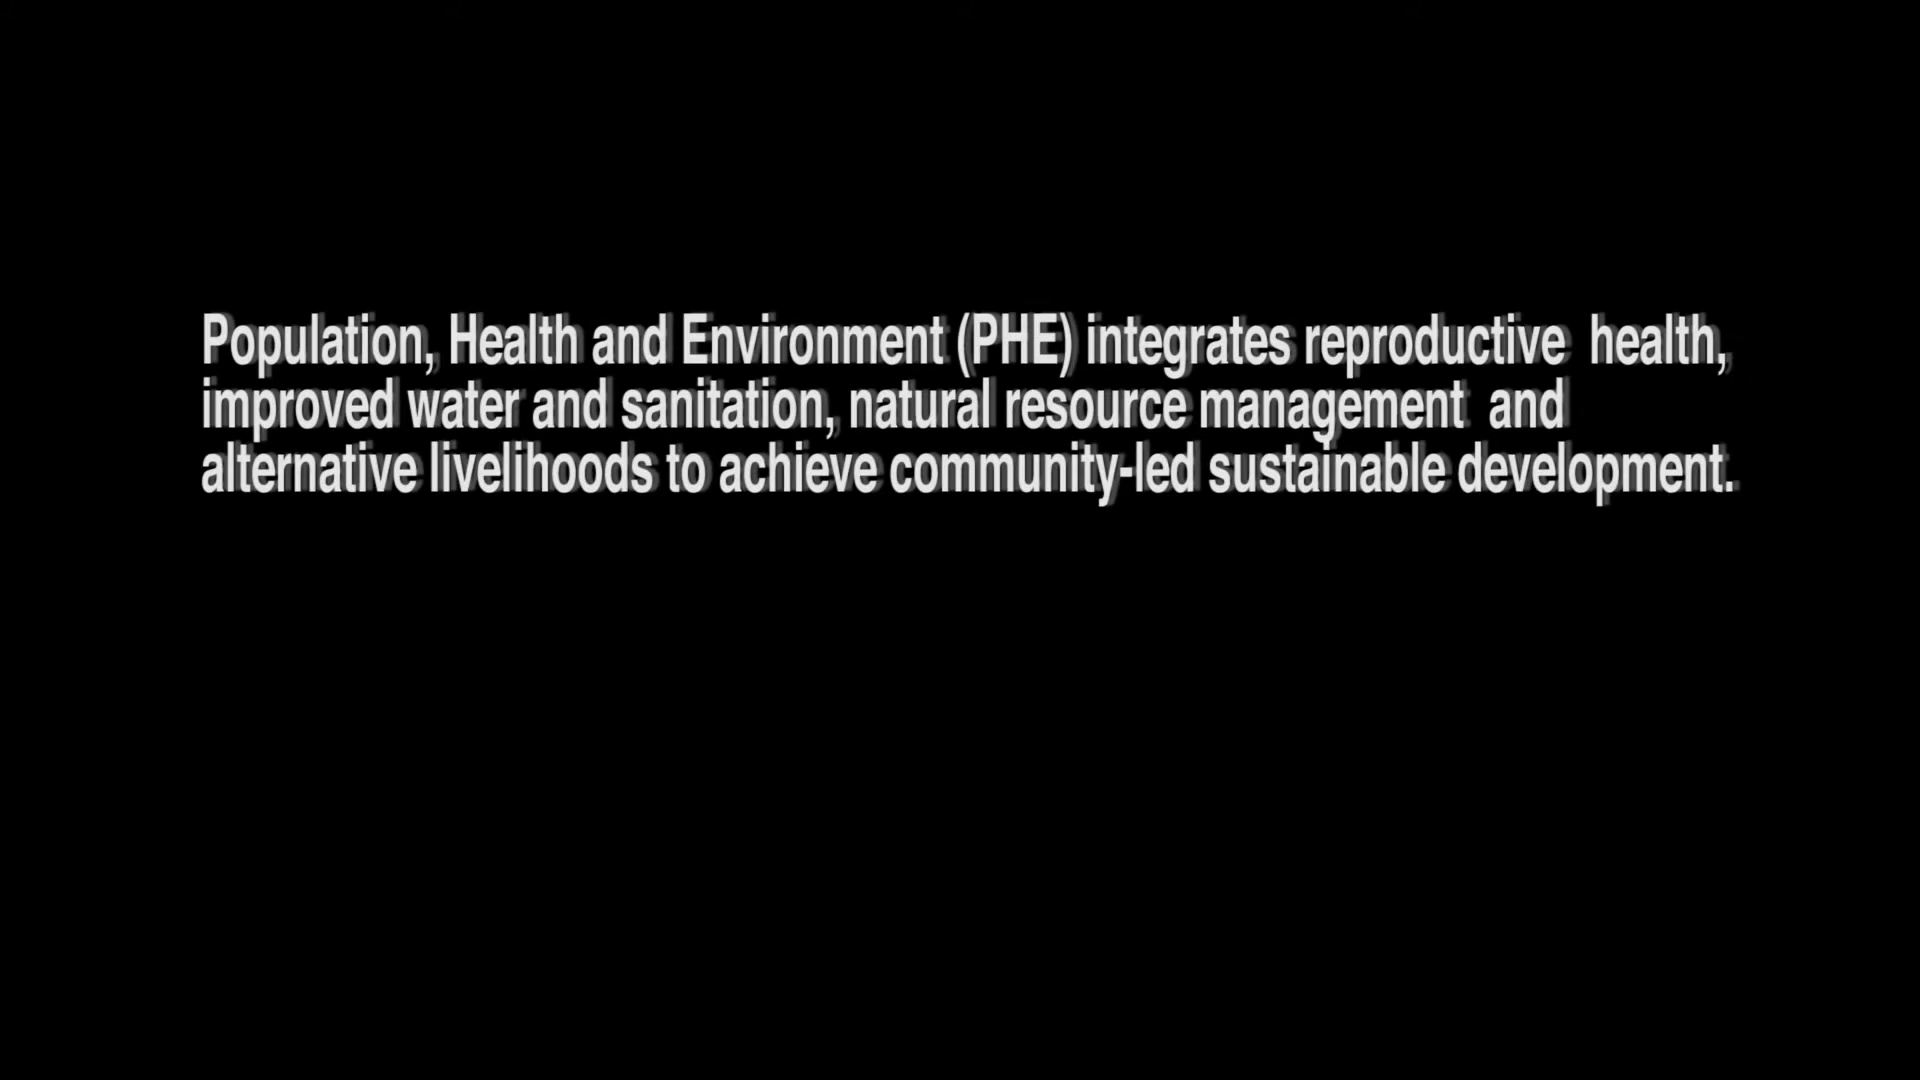 Population, Health and Environment (PHE) integrates reproductive  health,
improved water and sanitation, natural resource management  and
alternative livelihoods to achieve community-led sustainable development.